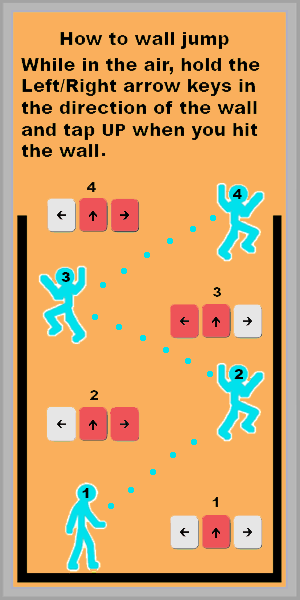 How to wall jump
While in the air, hold the
Left/Right arrow keys in
the direction of the wall
and tap UP when you hit
the wall.
4
4
← ↑ →
3
3
← ↑ →
2
2
← ↑ →
1
1
← ↑ →